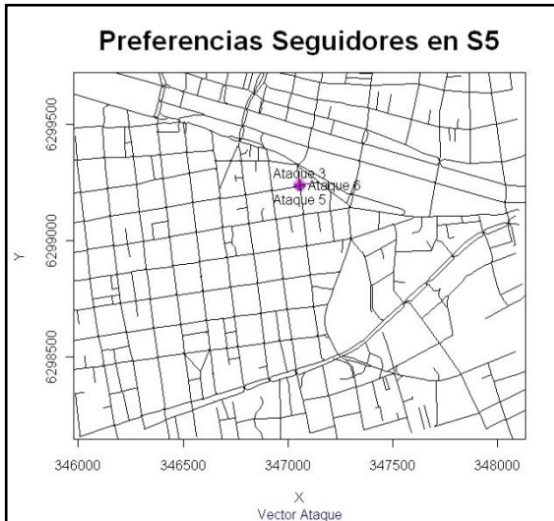 Preferencias Seguidores en S5
6299500
Ataque 3
Ataque 6
Ataque 5
6299000
Y
6298500
346000 346500 347000 347500 348000
X
Vector Ataque